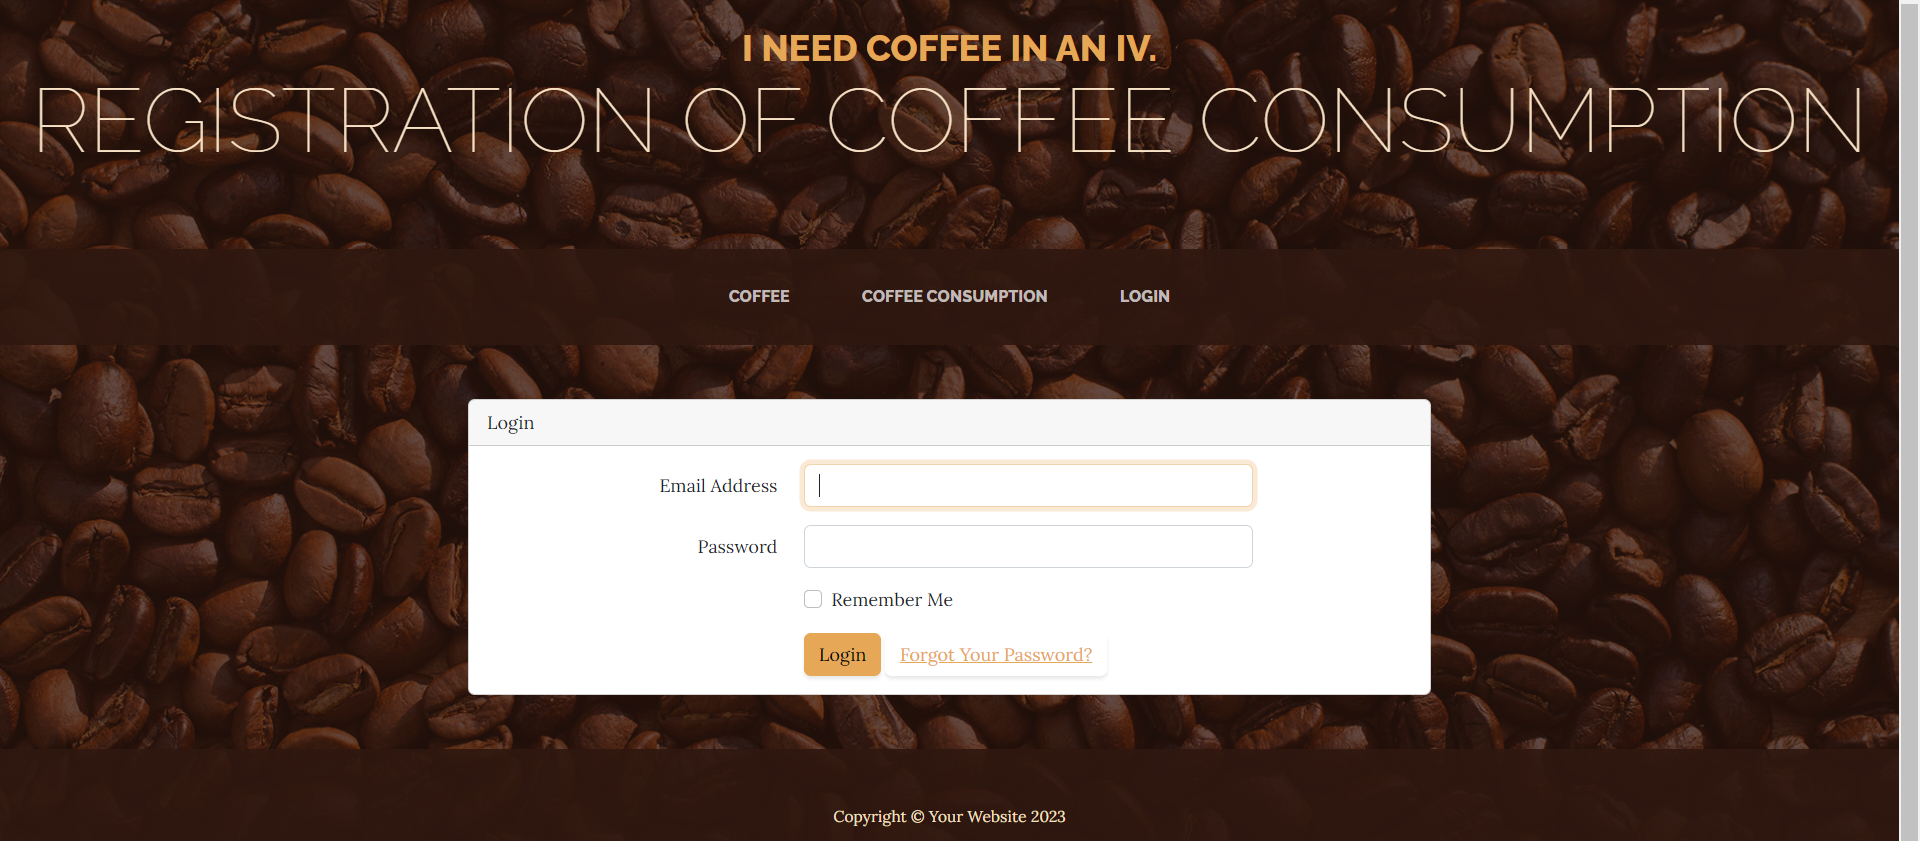 I NEED COFFEE IN AN IV.
REGISTRATION OF COFFEE CONSUMPTION
COFFEE COFFEE CONSUMPTION LOGIN
Login
Email Address
Password
Remember Me
Login Forgot Your Password?
Copyright © Your Website 2023